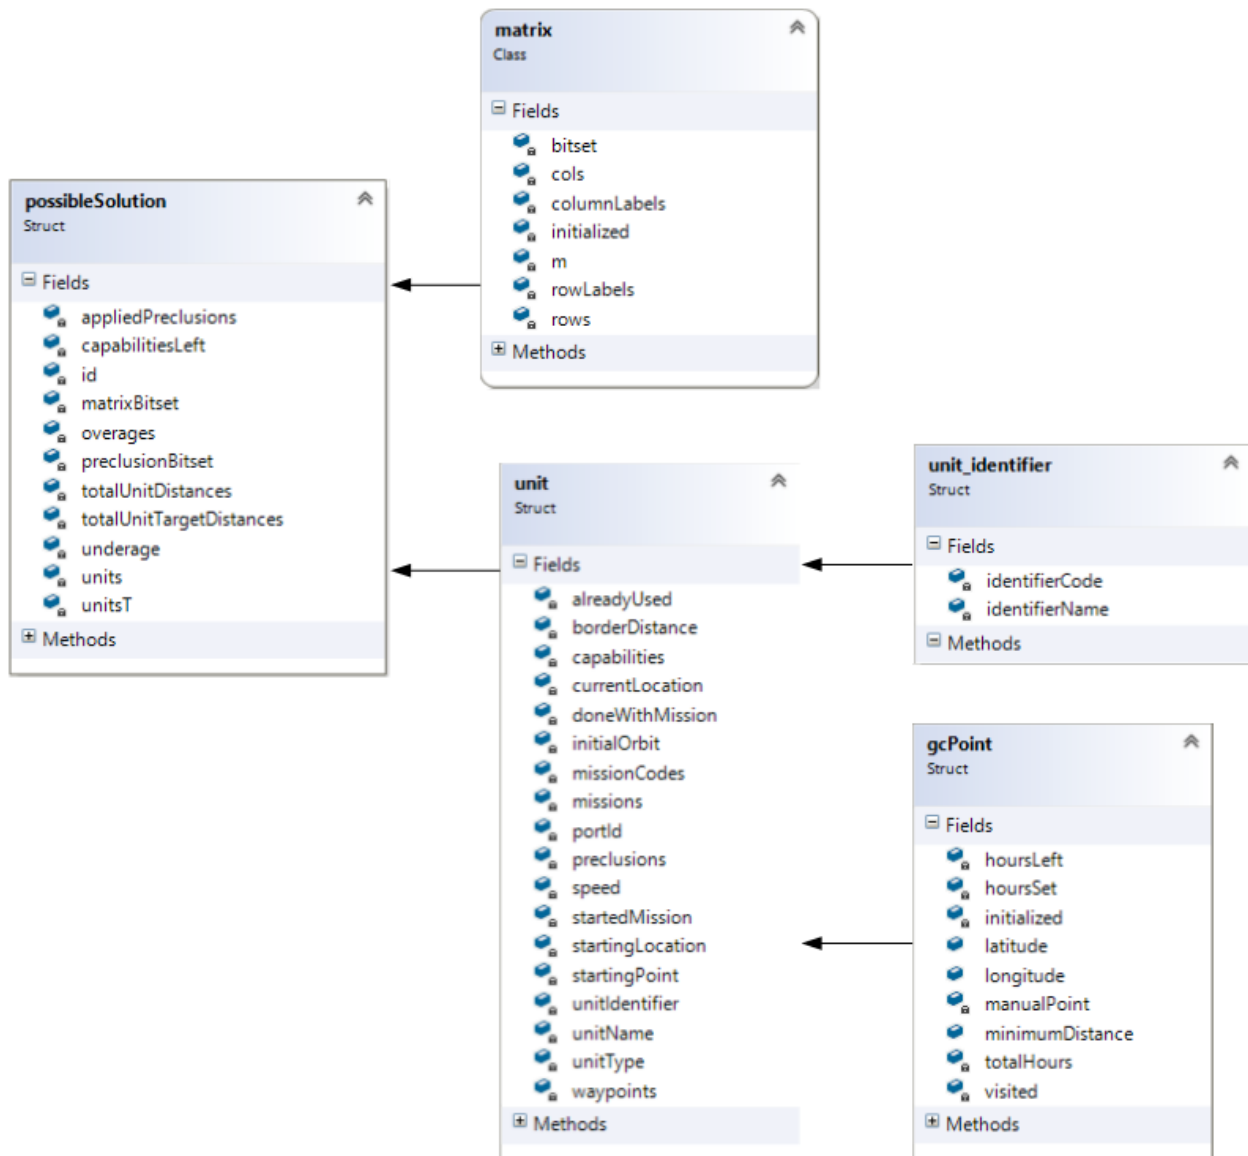 matrix
Class
Fields
bitset
cols
columnLabels
initialized
m
rowLabels
rows
Methods
possibleSolution
Struct
Fields
appliedPreclusions
capabilitiesLeft
id
matrixBitset
overages
preclusionBitset
totalUnitDistances
totalUnitTargetDistances
underage
units
unitsT
Methods
unit
Struct
Fields
alreadyUsed
borderDistance
capabilities
currentLocation
doneWithMission
initialOrbit
missionCodes
missions
portId
preclusions
speed
startedMission
startingLocation
startingPoint
unitIdentifier
unitName
unitType
waypoints
Methods
unit_identifier
Struct
Fields
identifierCode
identifierName
Methods
gcPoint
Struct
Fields
hoursLeft
hoursSet
initialized
latitude
longitude
manualPoint
minimumDistance
totalHours
visited
Methods